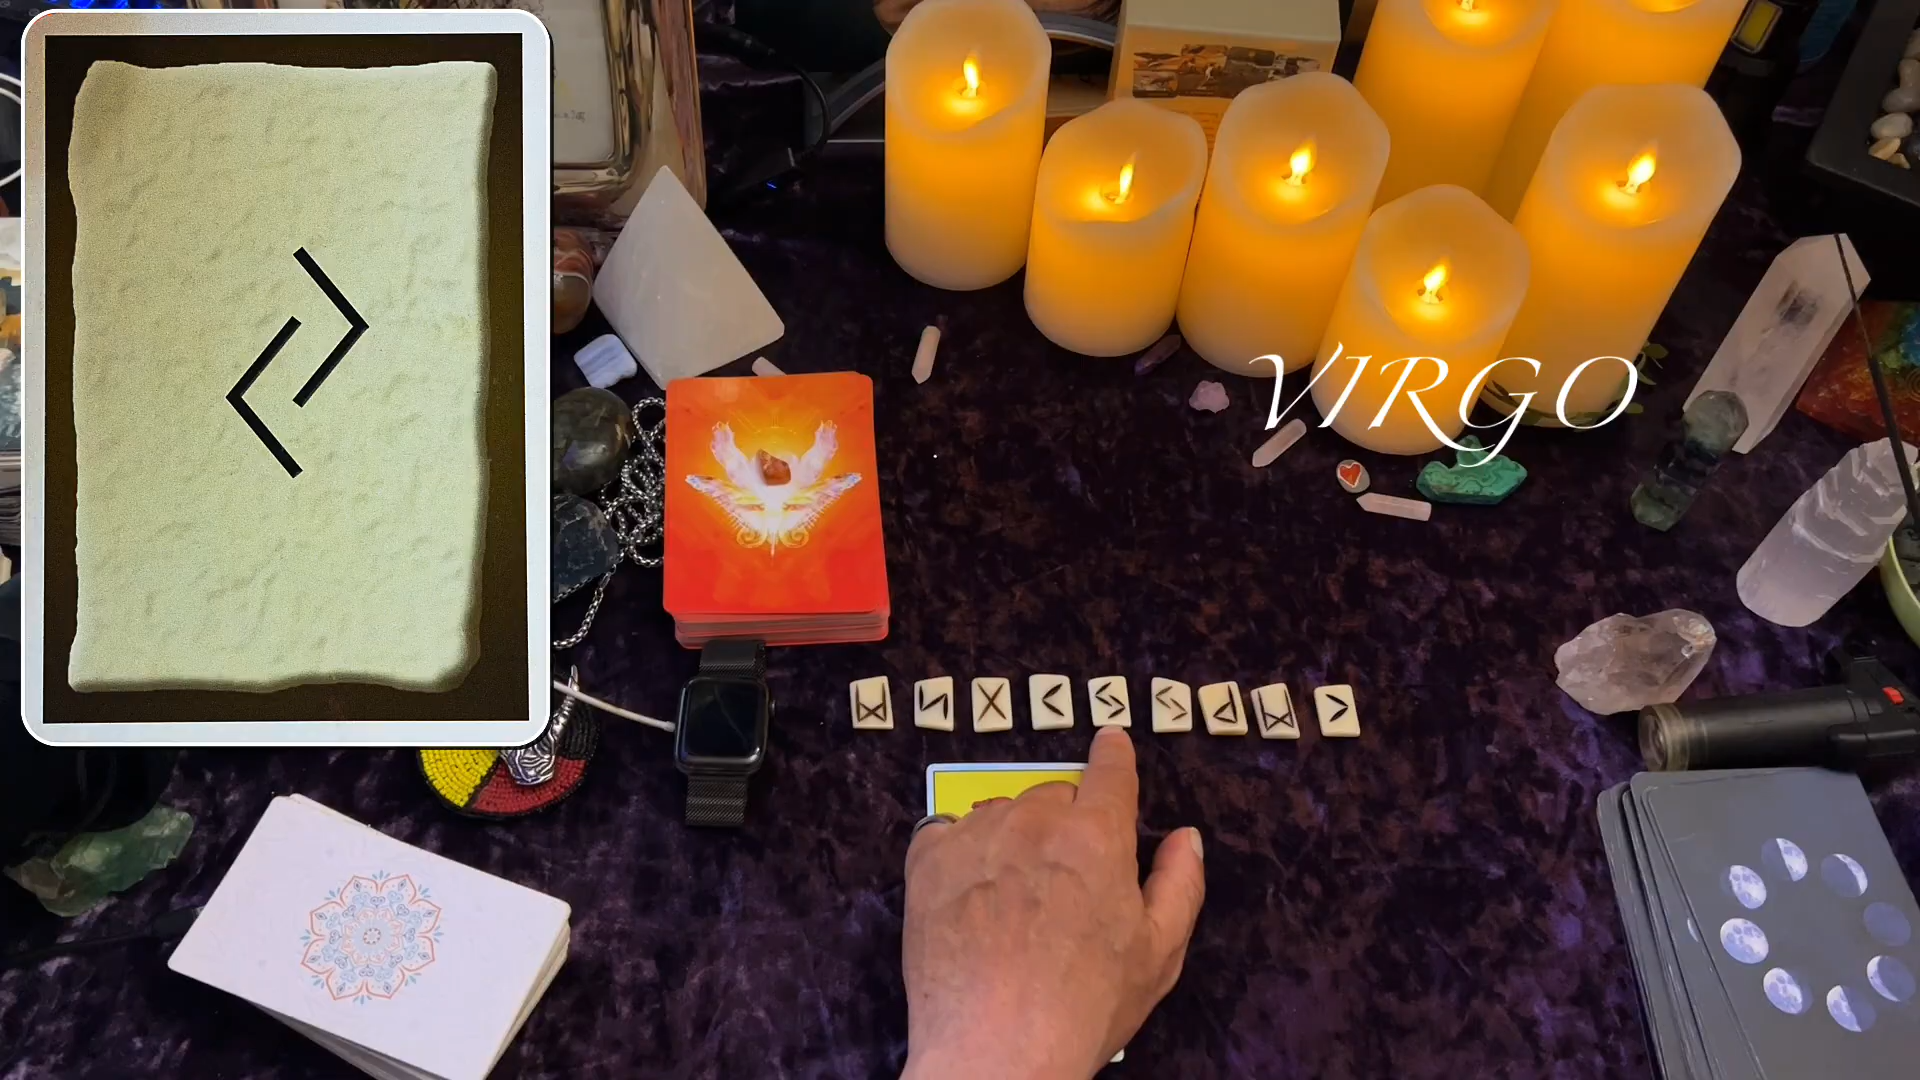 ᛃ
VIRGO
ᛋ ᚷ ᚲ ᛃ ᛃ